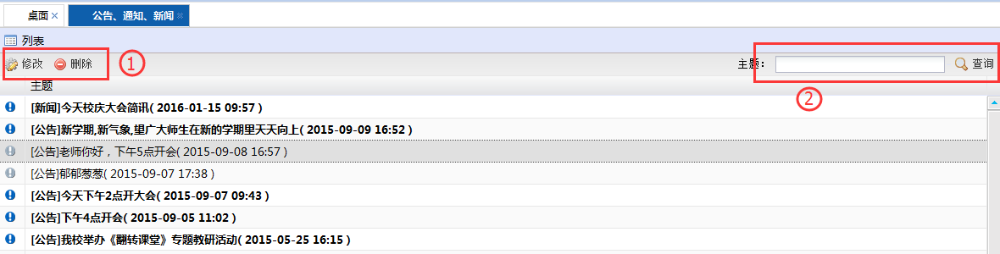 桌面 公告、通知、新闻
列表
修改 删除 ① 主题： 查询
主题 ②
[新闻]今天校庆大会简讯( 2016-01-15 09:57 )
[公告]新学期,新气象,望广大师生在新的学期里天天向上( 2015-09-09 16:52 )
[公告]老师你好，下午5点开会( 2015-09-08 16:57 )
[公告]郁郁葱葱( 2015-09-07 17:38 )
[公告]今天下午2点开大会( 2015-09-07 09:43 )
[公告]下午4点开会( 2015-09-05 11:02 )
[公告]我校举办《翻转课堂》专题教研活动( 2015-05-25 16:15 )